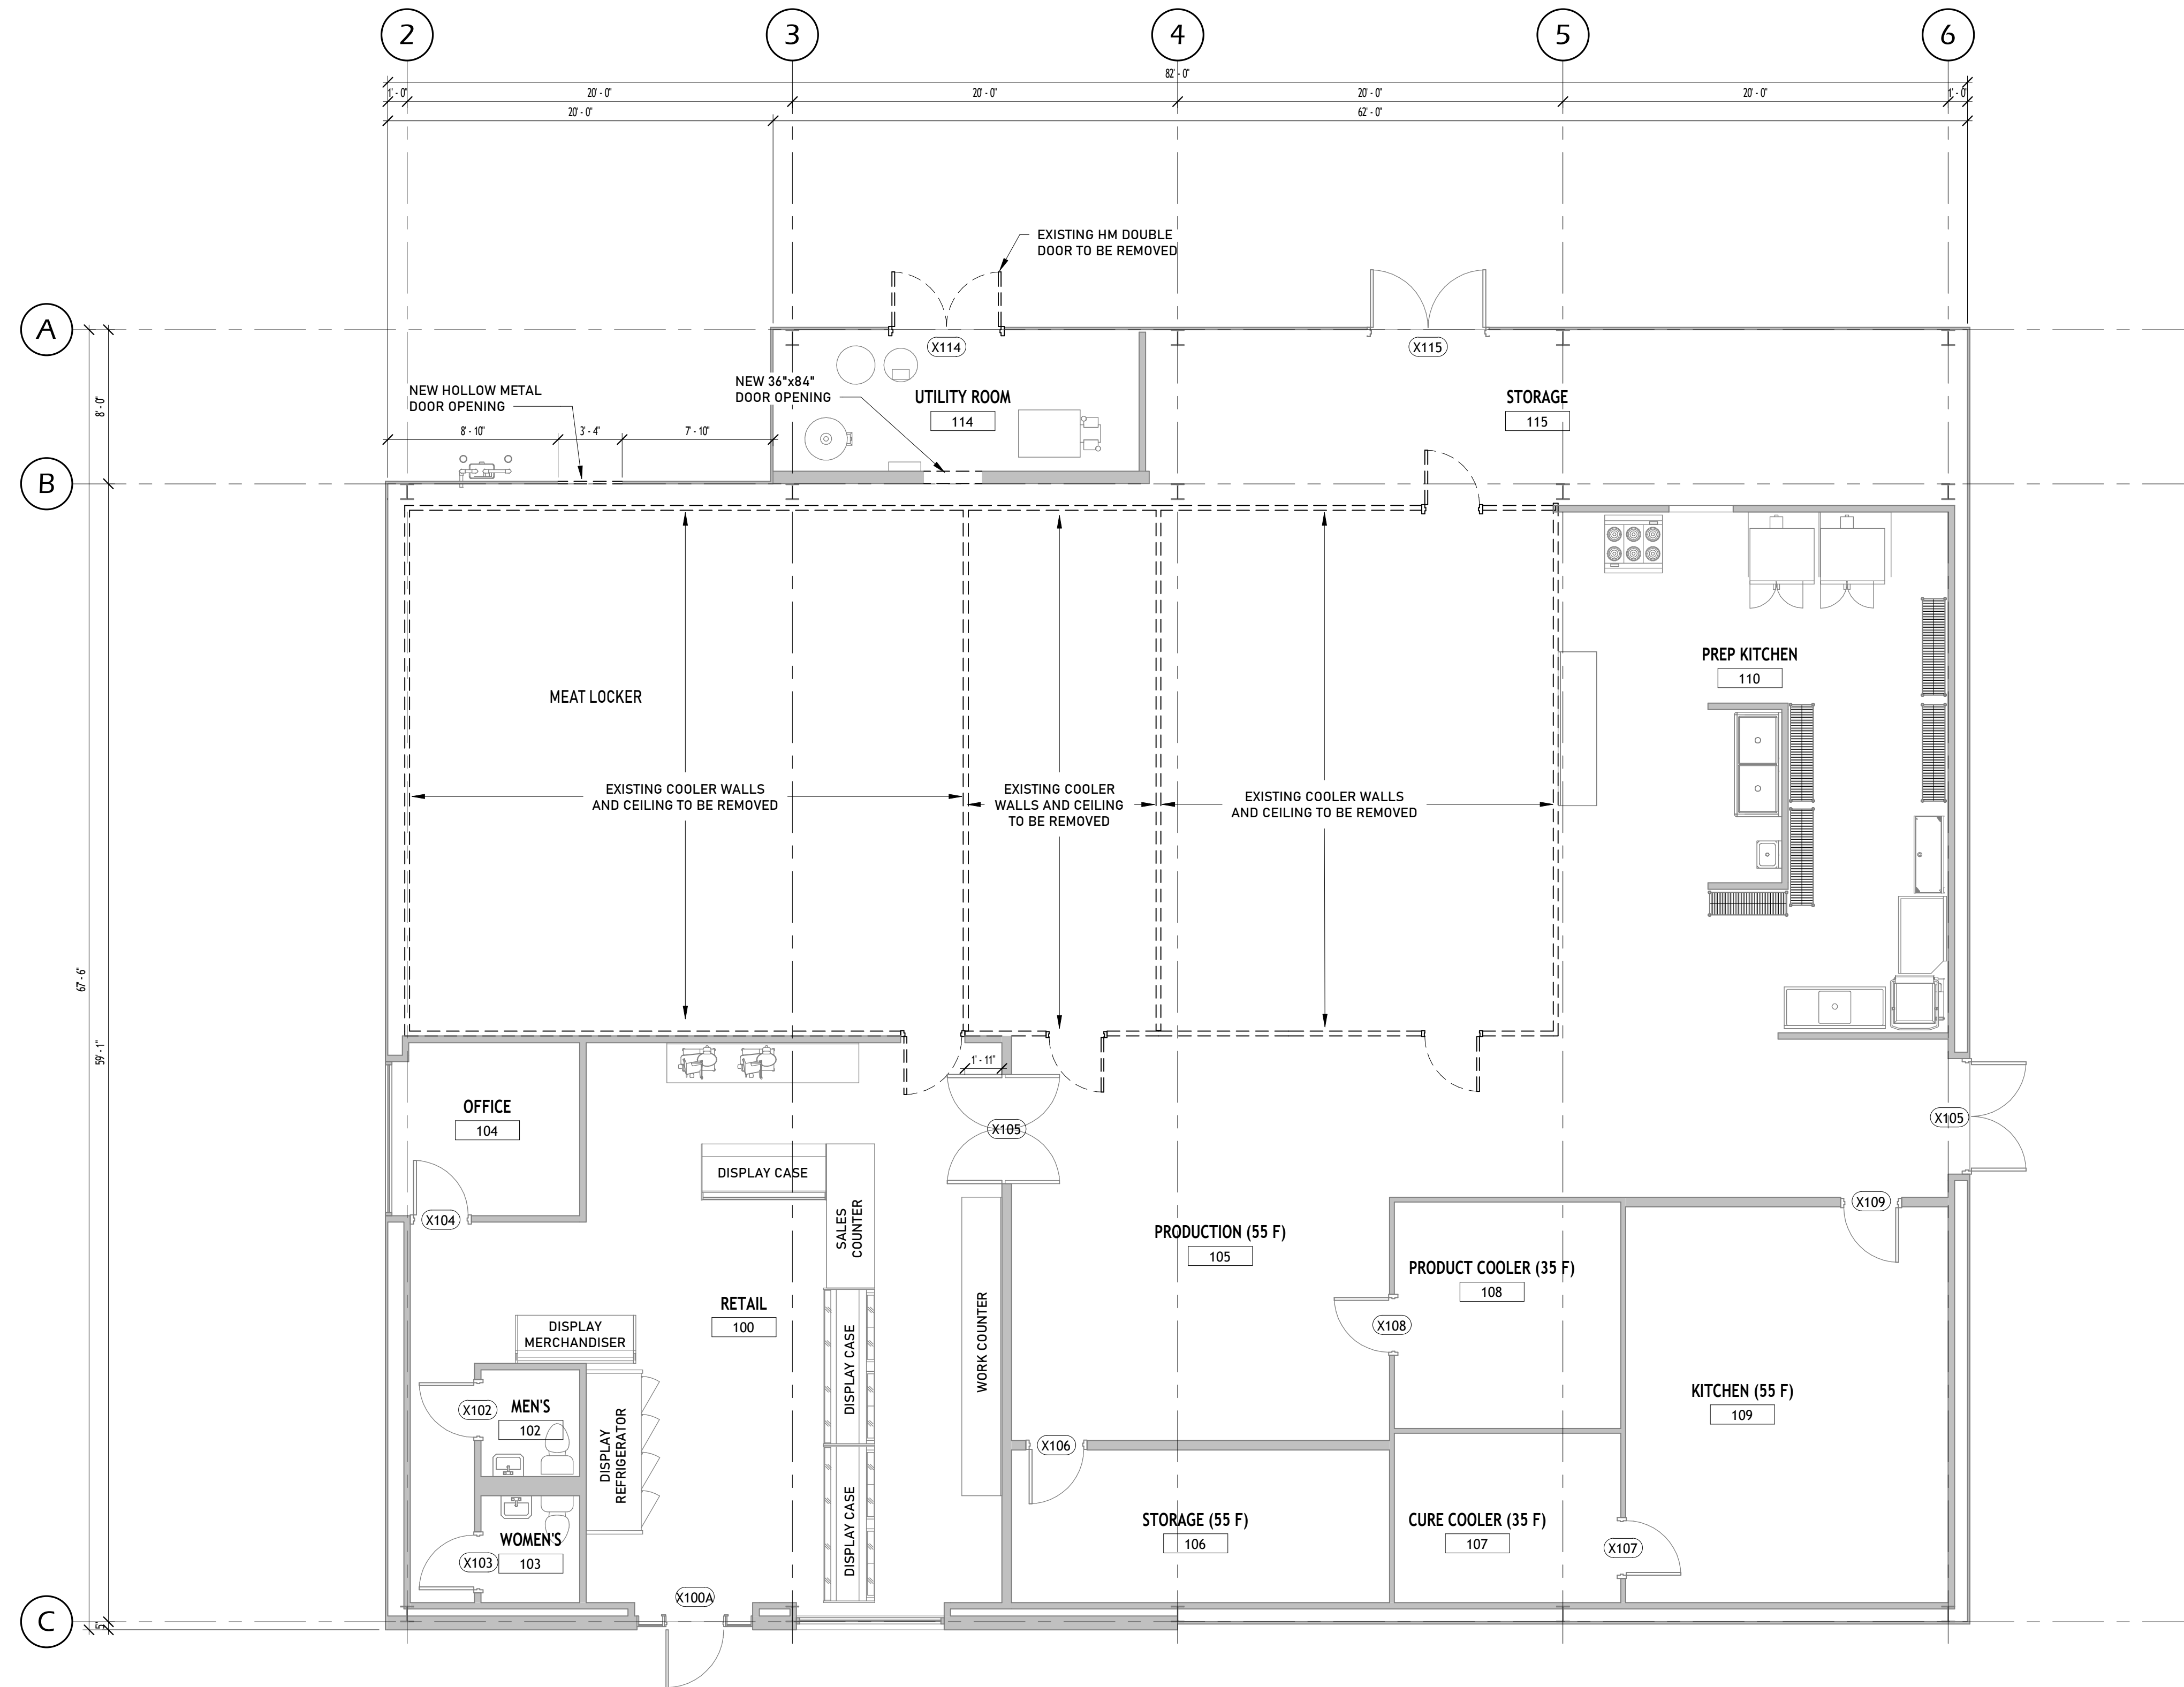 2
3
4
5
6
82' - 0"
1' - 0"
20' - 0"
20' - 0"
20' - 0"
20' - 0"
1' - 0"
20' - 0"
62' - 0"
EXISTING HM DOUBLE
DOOR TO BE REMOVED
A
X114
X115
NEW HOLLOW METAL
DOOR OPENING
NEW 36"x84"
DOOR OPENING
UTILITY ROOM
114
STORAGE
115
8' - 0"
8' - 10"
3' - 4"
7' - 10"
B
PREP KITCHEN
110
MEAT LOCKER
EXISTING COOLER WALLS
AND CEILING TO BE REMOVED
EXISTING COOLER
WALLS AND CEILING
TO BE REMOVED
EXISTING COOLER WALLS
AND CEILING TO BE REMOVED
67' - 6"
59' - 1"
1' - 11"
OFFICE
104
X105
X105
DISPLAY CASE
X104
SALES
COUNTER
X109
PRODUCTION (55 F)
105
PRODUCT COOLER (35 F)
108
RETAIL
100
DISPLAY
MERCHANDISER
X108
WORK COUNTER
DISPLAY CASE
KITCHEN (55 F)
109
MEN'S
102
X102
DISPLAY
REFRIGERATOR
X106
DISPLAY CASE
STORAGE (55 F)
106
CURE COOLER (35 F)
107
WOMEN'S
103
X103
X107
X100A
C
5"